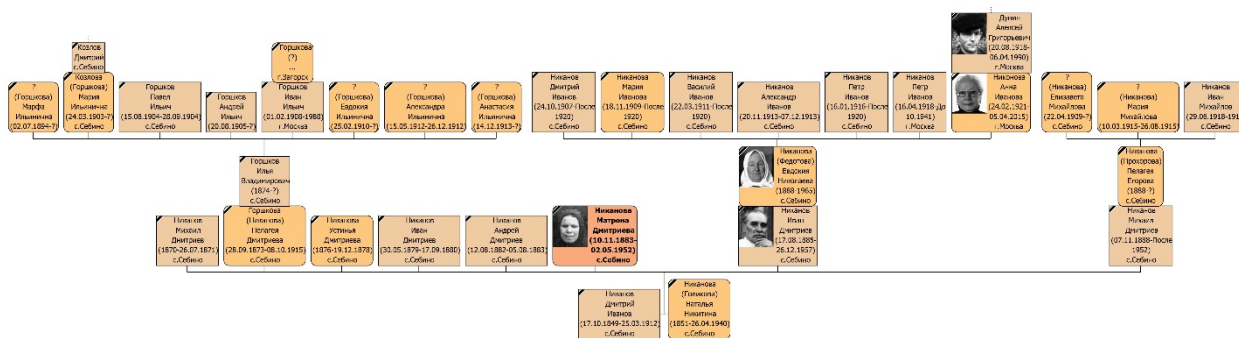 Дунин
Алексей
Григорьевич
(20.08.1918-
06.04.1990)
г.Москва
Козлов
Дмитрий
с.Себино
Горшкова
(?)
...
г.Загорск
?
(Горшкова)
Марфа
Ильинична
(02.07.1894-?)
с.Себино
Козлова
(Горшкова)
Мария
Ильинична
(24.03.1903-?)
с.Себино
Горшков
Павел
Ильич
(15.08.1904-28.09.1904)
с.Себино
Горшков
Андрей
Ильич
(20.08.1905-?)
Горшков
Иван
Ильич
(01.02.1908-1988)
г.Москва
?
(Горшкова)
Евдокия
Ильинична
(25.02.1910-?)
?
(Горшкова)
Александра
Ильинична
(15.05.1912-26.12.1912)
с.Себино
?
(Горшкова)
Анастасия
Ильинична
(14.12.1913-?)
Никанов
Дмитрий
Иванов
(24.10.1907-После
1920)
с.Себино
Никанова
Мария
Иванова
(18.11.1909-После
1920)
с.Себино
Никанов
Василий
Иванов
(22.03.1911-После
1920)
с.Себино
Никанов
Александр
Иванов
(20.11.1913-07.12.1913)
с.Себино
Никанов
Петр
Иванов
(16.01.1916-После
1920)
с.Себино
Никанов
Петр
Иванов
(16.04.1918-До
10.1941)
г.Москва
Никонова
Анна
Ивановна
(24.02.1921-
05.04.2015)
г.Москва
?
(Никанова)
Елизавета
Михайлова
(22.04.1909-?)
с.Себино
?
(Никанова)
Мария
Михайлова
(10.03.1915-26.08.1915)
с.Себино
Никанов
Иван
Михайлов
(29.06.1918-191
с.Себино
Горшков
Илья
Владимирович
(1874-?)
с.Себино
Никанова
(Федотова)
Евдокия
Николаева
(1888-1965)
с.Себино
Никанова
(Прохорова)
Пелагея
Егорова
(1888-?)
с.Себино
Никанов
Михаил
Дмитриев
(1870-26.07.1871)
с.Себино
Горшкова
(Никанова)
Пелагея
Дмитриева
(28.09.1873-08.10.1915)
с.Себино
Никанова
Устинья
Дмитриева
(1876-19.12.1878)
с.Себино
Никанов
Иван
Дмитриев
(30.05.1879-17.09.1880)
с.Себино
Никанов
Андрей
Дмитриев
(12.08.1882-05.08.1883)
с.Себино
Никанова
Матрона
Дмитриева
(10.11.1883-
02.05.1952)
с.Себино
Никанов
Иван
Дмитриев
(17.08.1885-
26.12.1957)
с.Себино
Никанов
Михаил
Дмитриев
(07.11.1888-После
1952)
с.Себино
Никанов
Дмитрий
Иванов
(17.10.1849-25.03.1912)
с.Себино
Никанова
(Голикова)
Наталья
Никитина
(1851-26.04.1940)
с.Себино